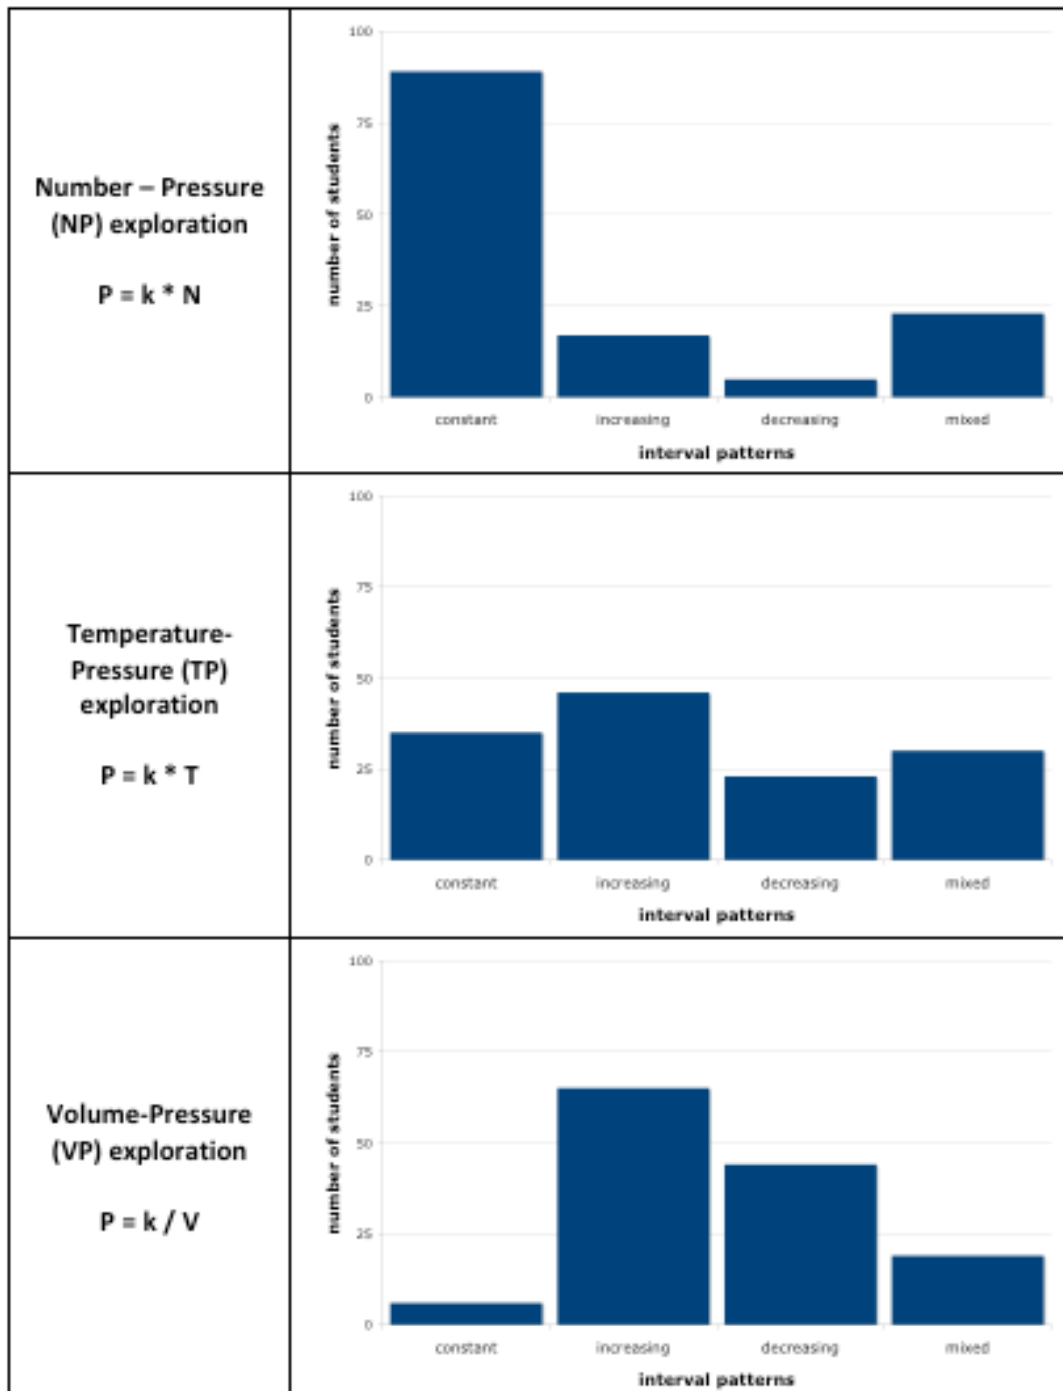 Number – Pressure
(NP) exploration
P = k * N
100
75
50
25
0
number of students
constant increasing decreasing mixed
interval patterns
Temperature-
Pressure (TP)
exploration
P = k * T
100
75
50
25
0
number of students
constant increasing decreasing mixed
interval patterns
Volume-Pressure
(VP) exploration
P = k / V
100
75
50
25
0
number of students
constant increasing decreasing mixed
interval patterns